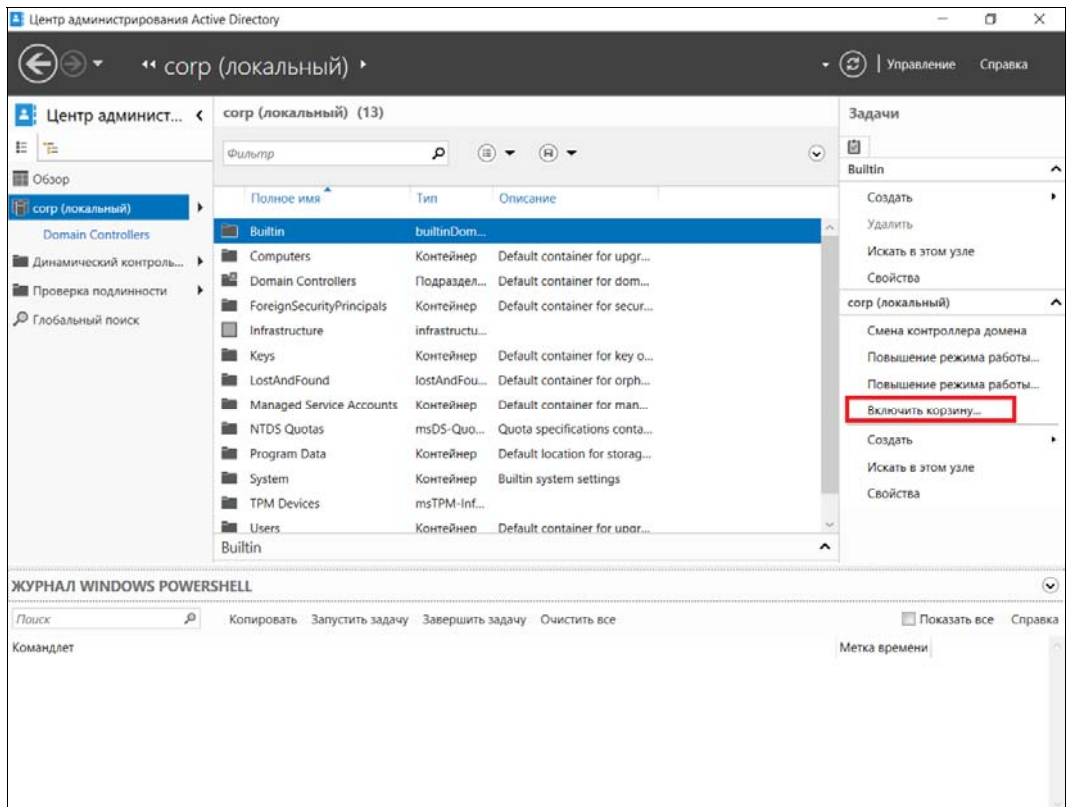 Центр администрирования Active Directory
corp (локальный)
Управление Справка
Центр админист...
Обзор
corp (локальный)
Domain Controllers
Динамический контроль...
Проверка подлинности
Глобальный поиск
corp (локальный) (13)
Фильтр
Полное имя Тип Описание
Builtin builtinDom...
Computers Контейнер Default container for upgr...
Domain Controllers Подраздел... Default container for dom...
ForeignSecurityPrincipals Контейнер Default container for secur...
Infrastructure infrastructu...
Keys Контейнер Default container for key o...
LostAndFound lostAndFou... Default container for orph...
Managed Service Accounts Контейнер Default container for man...
NTDS Quotas msDS-Quo... Quota specifications conta...
Program Data Контейнер Default location for storag...
System Контейнер Builtin system settings
TPM Devices msTPM-Inf...
Users Контейнер Default container for upgr...
Builtin
Задачи
Builtin
Создать
Удалить
Искать в этом узле
Свойства
corp (локальный)
Смена контроллера домена
Повышение режима работы...
Повышение режима работы...
Включить корзину...
Создать
Искать в этом узле
Свойства
ЖУРНАЛ WINDOWS POWERSHELL
Поиск Копировать Запустить задачу Завершить задачу Очистить все Показать все Справка
Командлет Метка времени